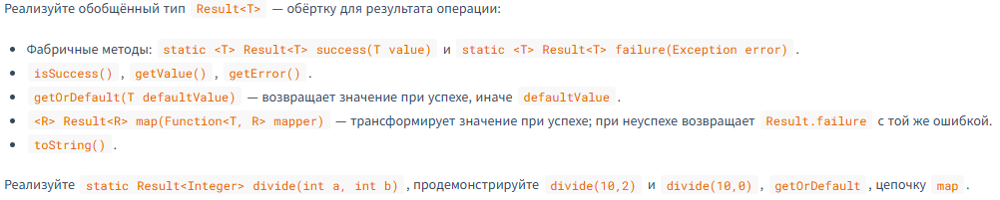 Реализуйте обобщённый тип Result<T> — обёртку для результата операции:
• Фабричные методы: static <T> Result<T> success(T value) и static <T> Result<T> failure(Exception error) .
• isSuccess() , getValue() , getError() .
• getOrDefault(T defaultValue) — возвращает значение при успехе, иначе defaultValue .
• <R> Result<R> map(Function<T, R> mapper) — трансформирует значение при успехе; при неуспехе возвращает Result.failure с той же ошибкой.
• toString() .
Реализуйте static Result<Integer> divide(int a, int b) , продемонстрируйте divide(10,2) и divide(10,0) , getOrDefault , цепочку map .